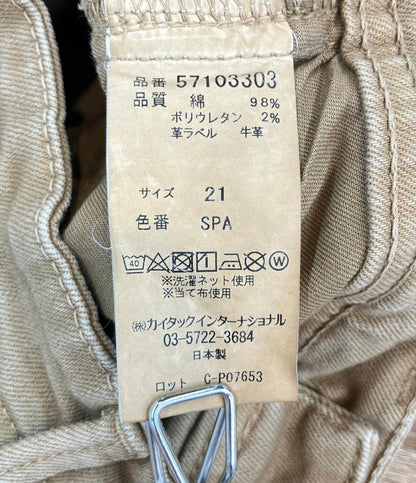 品番 57103303
品質 綿 98%
ポリウレタン 2%
革ラベル 牛革
サイズ 21
色番 SPA
40 W
※洗濯ネット使用
※当て布使用
㈱カイタックインターナショナル
03-5722-3684
日本製
ロット C-P07653